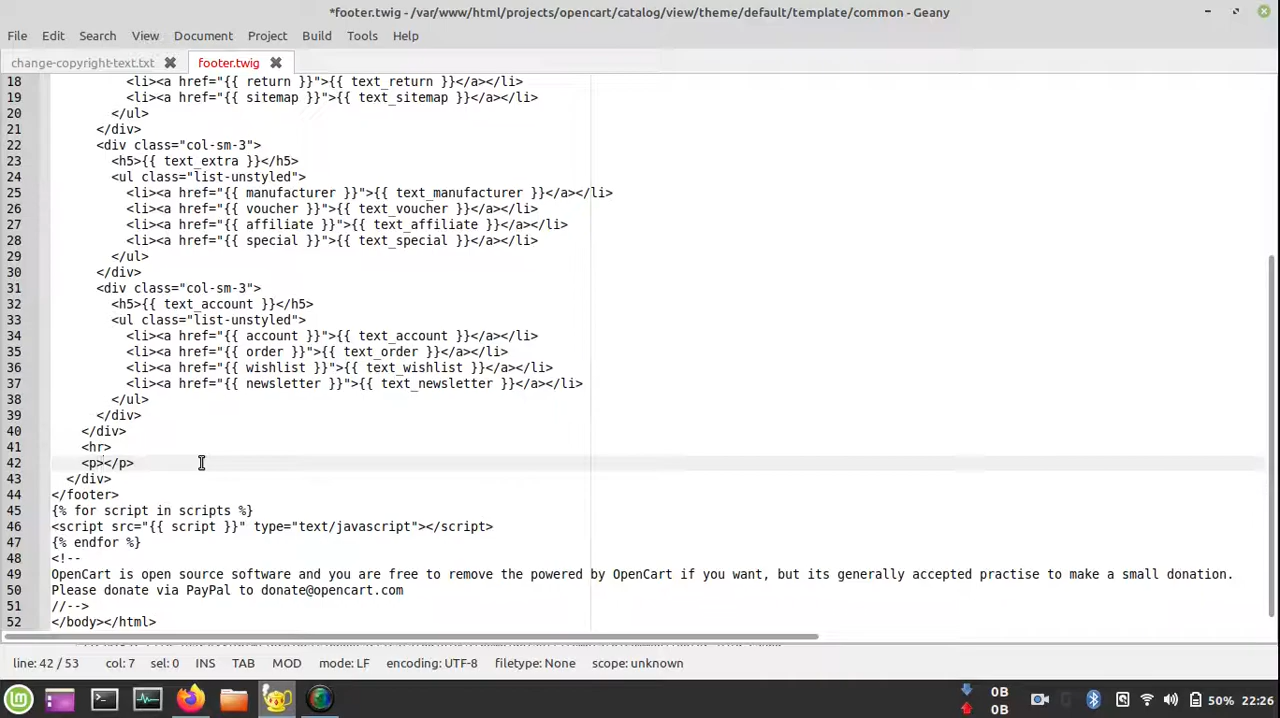 *footer.twig - /var/www/html/projects/opencart/catalog/view/theme/default/template/common - Geany
File Edit Search View Document Project Build Tools Help
change-copyright-text.txt footer.twig
18 <li><a href="{{ return }}">{{ text_return }}</a></li>
19 <li><a href="{{ sitemap }}">{{ text_sitemap }}</a></li>
20 </ul>
21 </div>
22 <div class="col-sm-3">
23 <h5>{{ text_extra }}</h5>
24 <ul class="list-unstyled">
25 <li><a href="{{ manufacturer }}">{{ text_manufacturer }}</a></li>
26 <li><a href="{{ voucher }}">{{ text_voucher }}</a></li>
27 <li><a href="{{ affiliate }}">{{ text_affiliate }}</a></li>
28 <li><a href="{{ special }}">{{ text_special }}</a></li>
29 </ul>
30 </div>
31 <div class="col-sm-3">
32 <h5>{{ text_account }}</h5>
33 <ul class="list-unstyled">
34 <li><a href="{{ account }}">{{ text_account }}</a></li>
35 <li><a href="{{ order }}">{{ text_order }}</a></li>
36 <li><a href="{{ wishlist }}">{{ text_wishlist }}</a></li>
37 <li><a href="{{ newsletter }}">{{ text_newsletter }}</a></li>
38 </ul>
39 </div>
40 </div>
41 <hr>
42 <p></p>
43 </div>
44 </footer>
45 {% for script in scripts %}
46 <script src="{{ script }}" type="text/javascript"></script>
47 {% endfor %}
48 <!--
49 OpenCart is open source software and you are free to remove the powered by OpenCart if you want, but its generally accepted practise to make a small donation.
50 Please donate via PayPal to donate@opencart.com
51 //-->
52 </body></html>
line: 42 / 53 col: 7 sel: 0 INS TAB MOD mode: LF encoding: UTF-8 filetype: None scope: unknown
0B
0B
50% 22:26